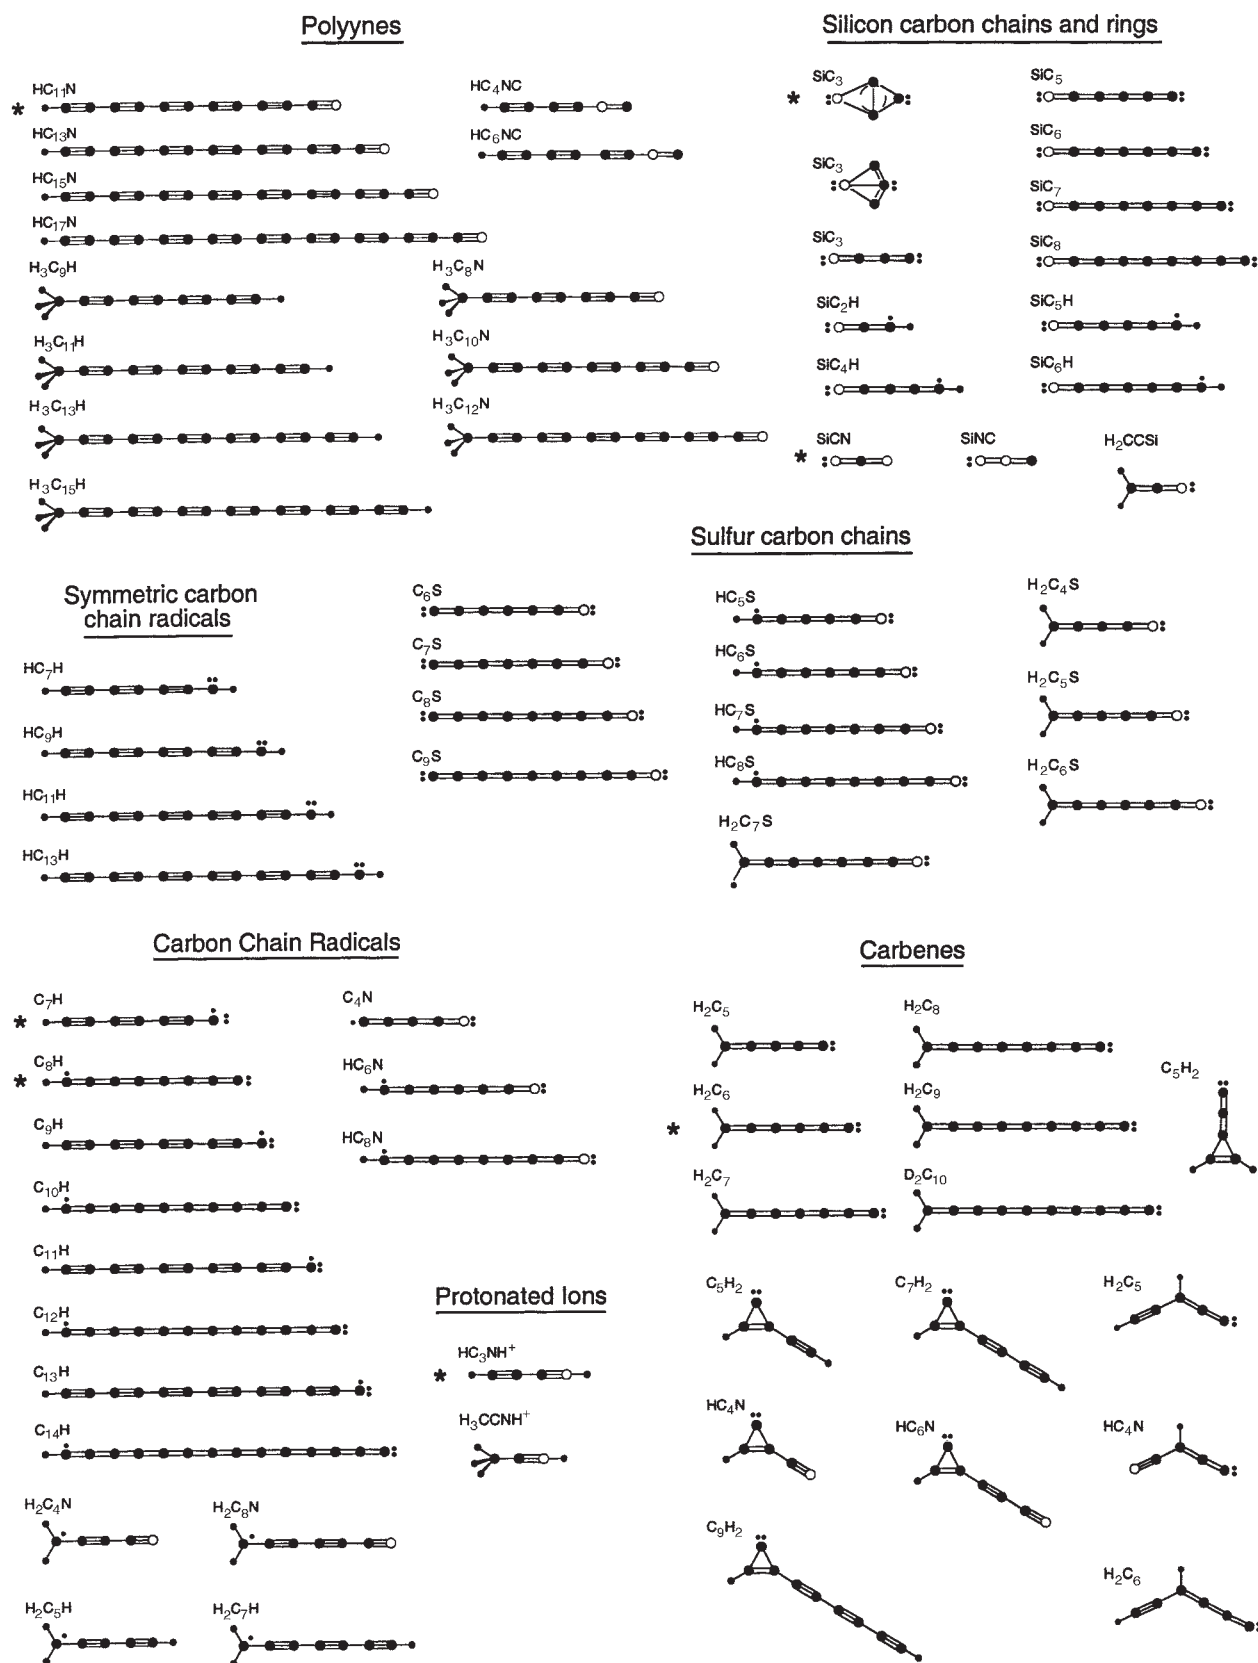 Polyynes
HC₁₁N
*
HC₁₃N
HC₁₅N
HC₁₇N
HC₄NC
HC₆NC
H₃C₉H
H₃C₁₁H
H₃C₁₃H
H₃C₁₅H
H₃C₈N
H₃C₁₀N
H₃C₁₂N
Silicon carbon chains and rings
SiC₃
*
SiC₃
SiC₃
SiC₂H
SiC₄H
SiC₅
SiC₆
SiC₇
SiC₈
SiC₅H
SiC₆H
SiCN
*
SiNC
H₂CCSi
Symmetric carbon
chain radicals
HC₇H
HC₉H
HC₁₁H
HC₁₃H
Sulfur carbon chains
C₆S
C₇S
C₈S
C₉S
HC₅S
HC₆S
HC₇S
HC₈S
H₂C₇S
H₂C₄S
H₂C₅S
H₂C₆S
Carbon Chain Radicals
C₇H
*
C₈H
*
C₉H
C₁₀H
C₁₁H
C₁₂H
C₁₃H
C₁₄H
C₄N
HC₆N
HC₈N
H₂C₄N
H₂C₈N
H₂C₅H
H₂C₇H
Protonated Ions
HC₃NH⁺
*
H₃CCNH⁺
Carbenes
H₂C₅
H₂C₈
H₂C₆
*
H₂C₉
H₂C₇
D₂C₁₀
C₅H₂
C₅H₂
C₇H₂
H₂C₅
HC₄N
HC₆N
HC₄N
C₉H₂
H₂C₆